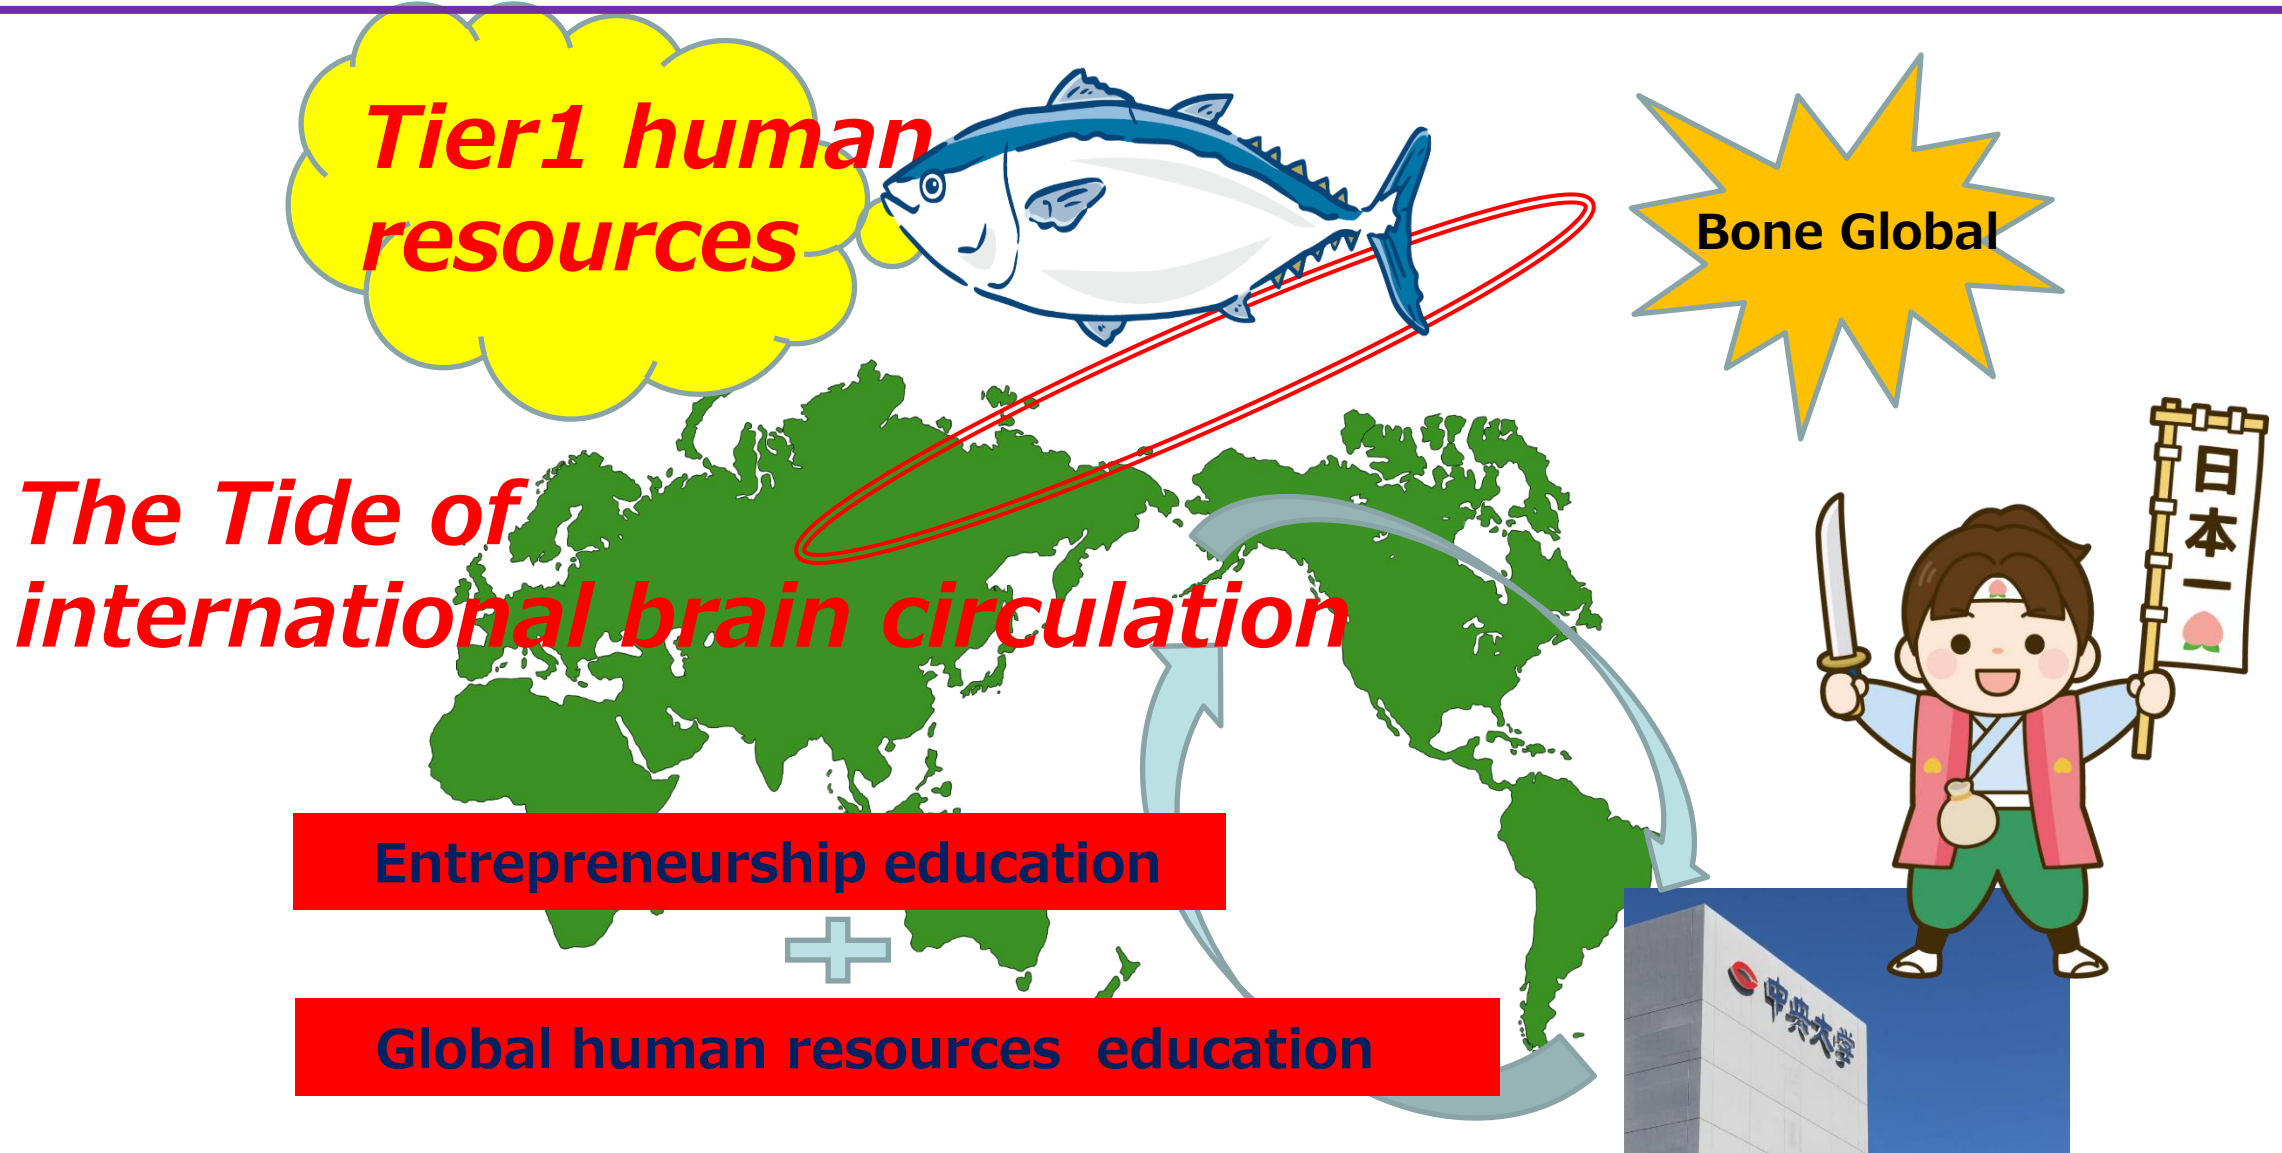 Tier1 human
resources
Bone Global
The Tide of
international brain circulation
日本一
Entrepreneurship education
Global human resources education
中央大学